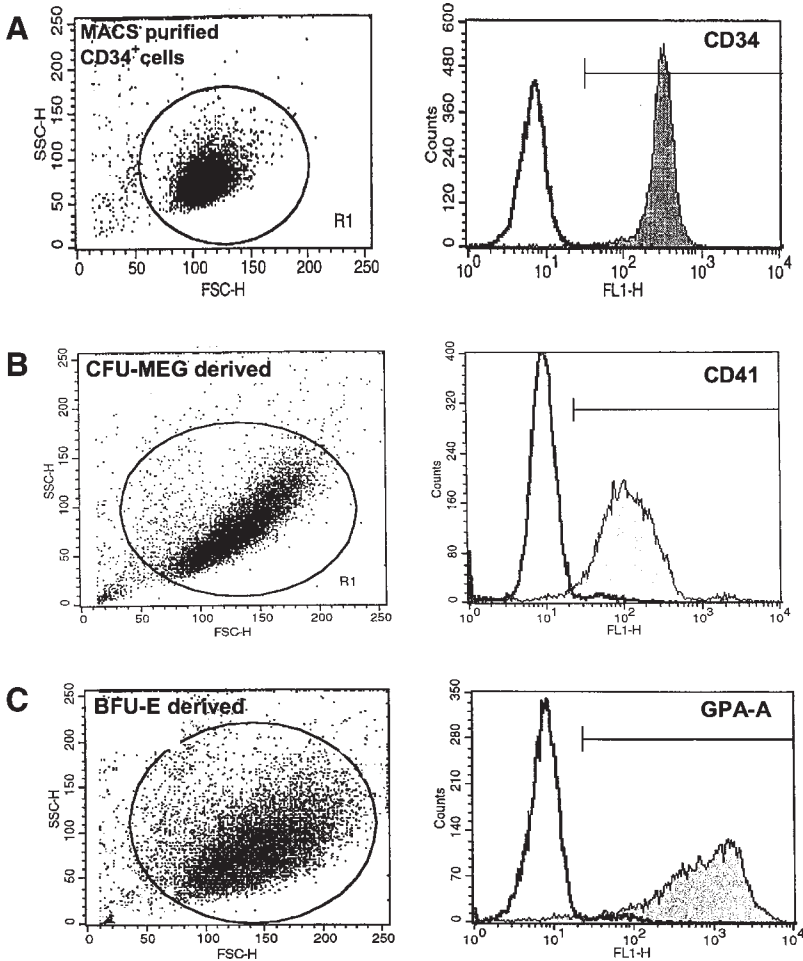 A
MACS purified
CD34+ cells
250
200
150
100
50
0
SSC-H
R1
0 50 100 150 200 250
FSC-H
CD34
600
480
360
240
120
0
Counts
10^0 10^1 10^2 10^3 10^4
FL1-H
B
CFU-MEG derived
250
200
150
100
50
0
SSC-H
R1
0 50 100 150 200 250
FSC-H
CD41
400
320
240
160
80
0
Counts
10^0 10^1 10^2 10^3 10^4
FL1-H
C
BFU-E derived
250
200
150
100
50
0
SSC-H
0 50 100 150 200 250
FSC-H
GPA-A
350
280
210
140
70
0
Counts
10^0 10^1 10^2 10^3 10^4
FL1-H